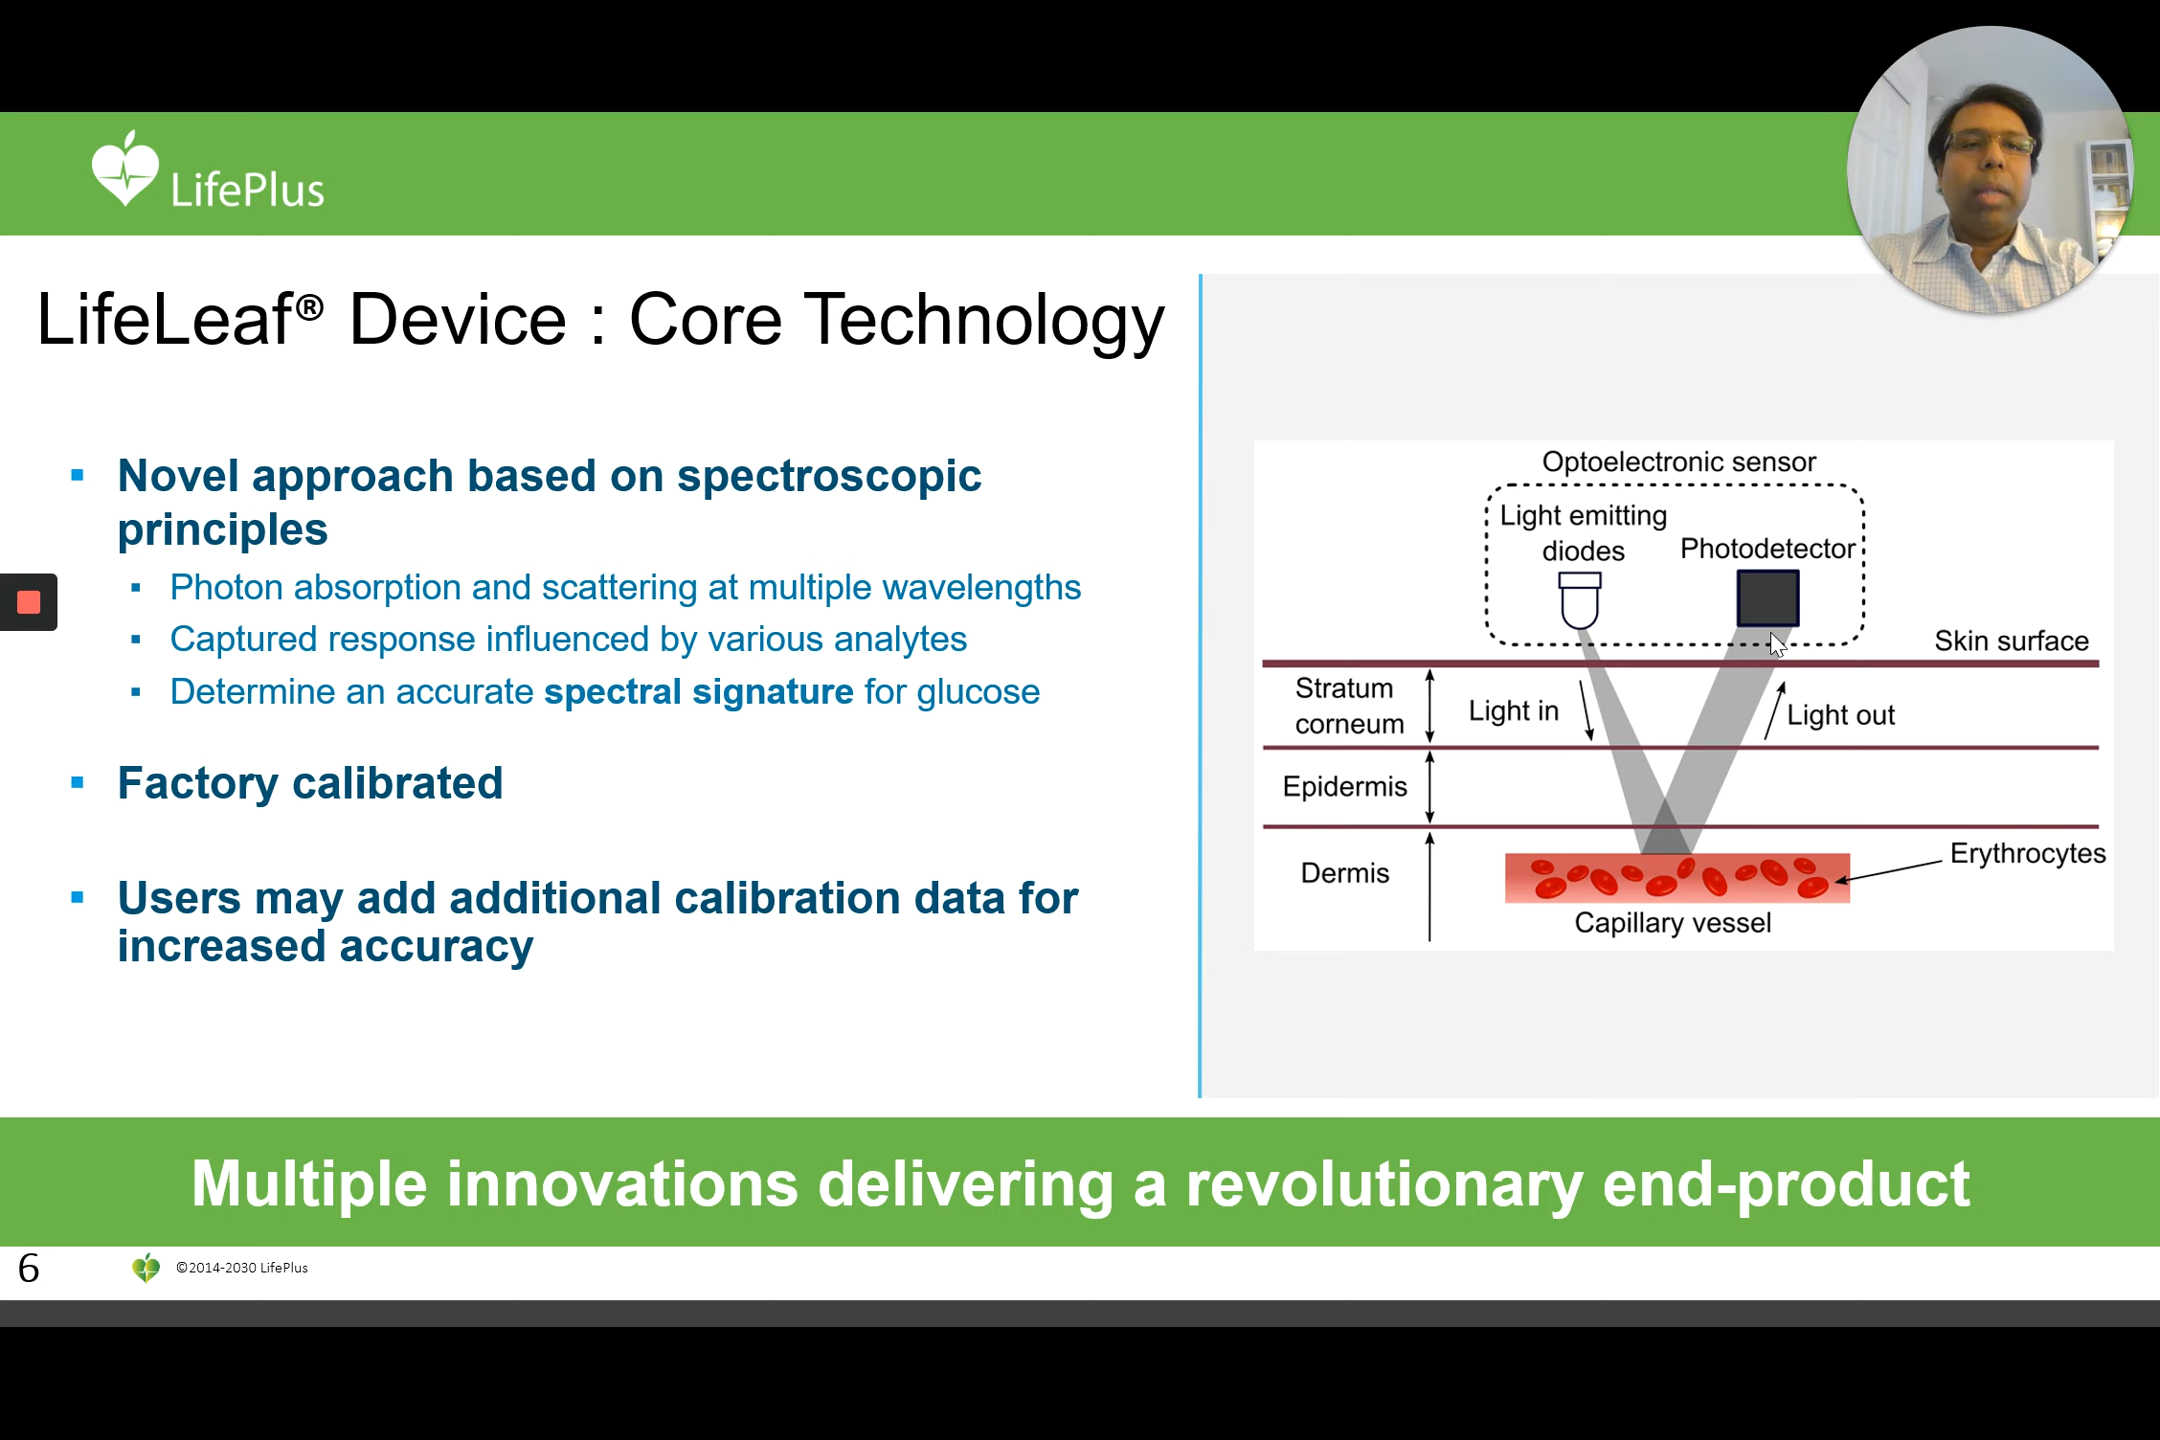 LifePlus
LifeLeaf® Device : Core Technology
▪ Novel approach based on spectroscopic
principles
▪ Photon absorption and scattering at multiple wavelengths
▪ Captured response influenced by various analytes
▪ Determine an accurate spectral signature for glucose
▪ Factory calibrated
▪ Users may add additional calibration data for
increased accuracy
Optoelectronic sensor
Light emitting
diodes
Photodetector
Skin surface
Stratum
corneum
Light in
Light out
Epidermis
Dermis
Erythrocytes
Capillary vessel
Multiple innovations delivering a revolutionary end-product
6
©2014-2030 LifePlus